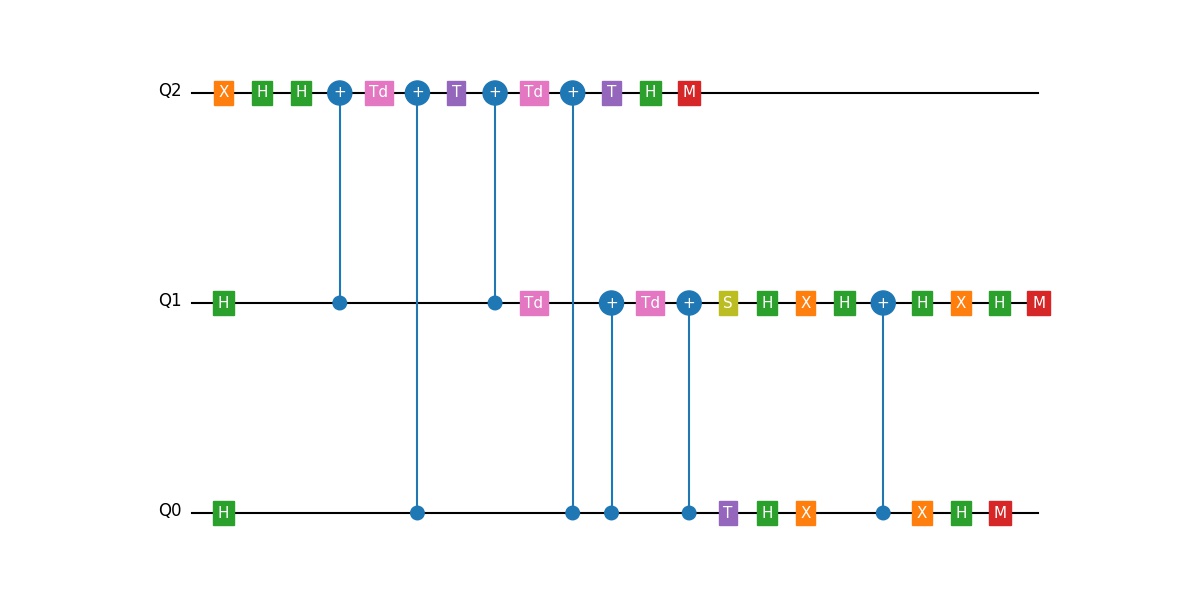 Q2 X H H + Td + T + Td + T H M
Q1 H Td + Td + S H X H + H X H M
Q0 H T H X X H M